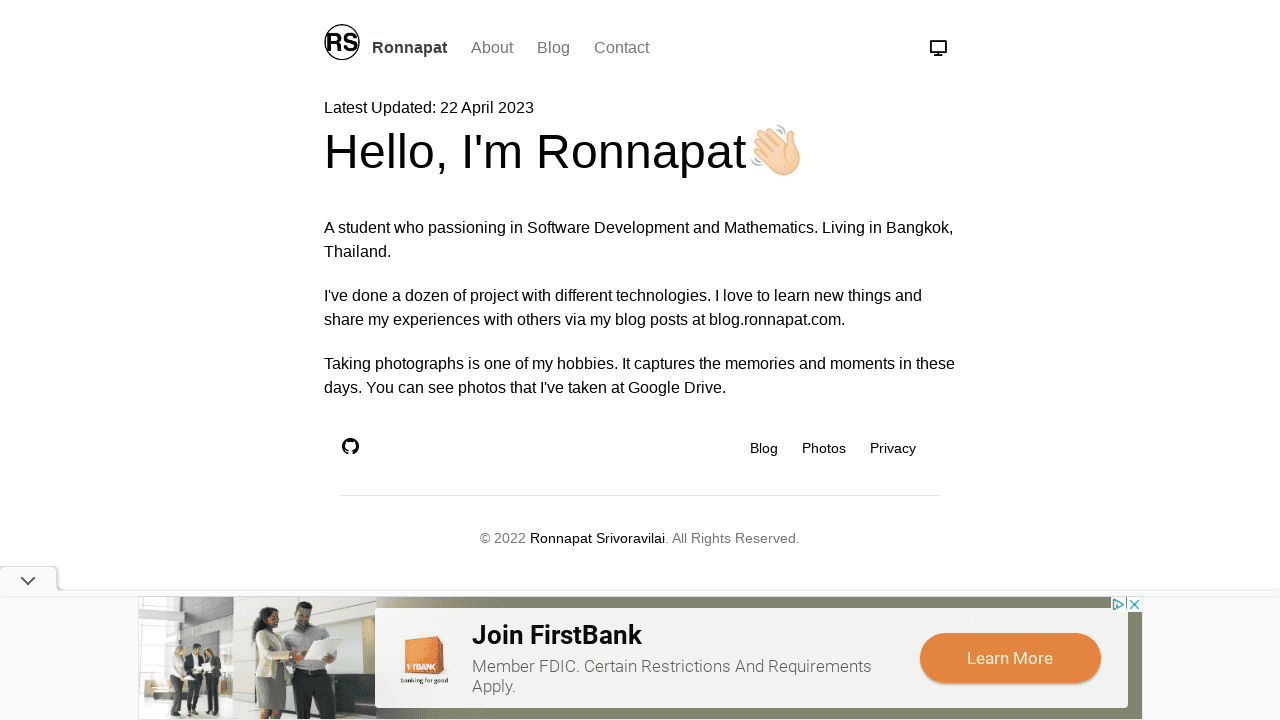 RS Ronnapat About Blog Contact
Latest Updated: 22 April 2023
Hello, I'm Ronnapat👋🏻
A student who passioning in Software Development and Mathematics. Living in Bangkok,
Thailand.
I've done a dozen of project with different technologies. I love to learn new things and
share my experiences with others via my blog posts at blog.ronnapat.com.
Taking photographs is one of my hobbies. It captures the memories and moments in these
days. You can see photos that I've taken at Google Drive.
Blog Photos Privacy
© 2022 Ronnapat Srivoravilai. All Rights Reserved.
Join FirstBank
1STBANK
banking for good
Member FDIC. Certain Restrictions And Requirements
Apply.
Learn More